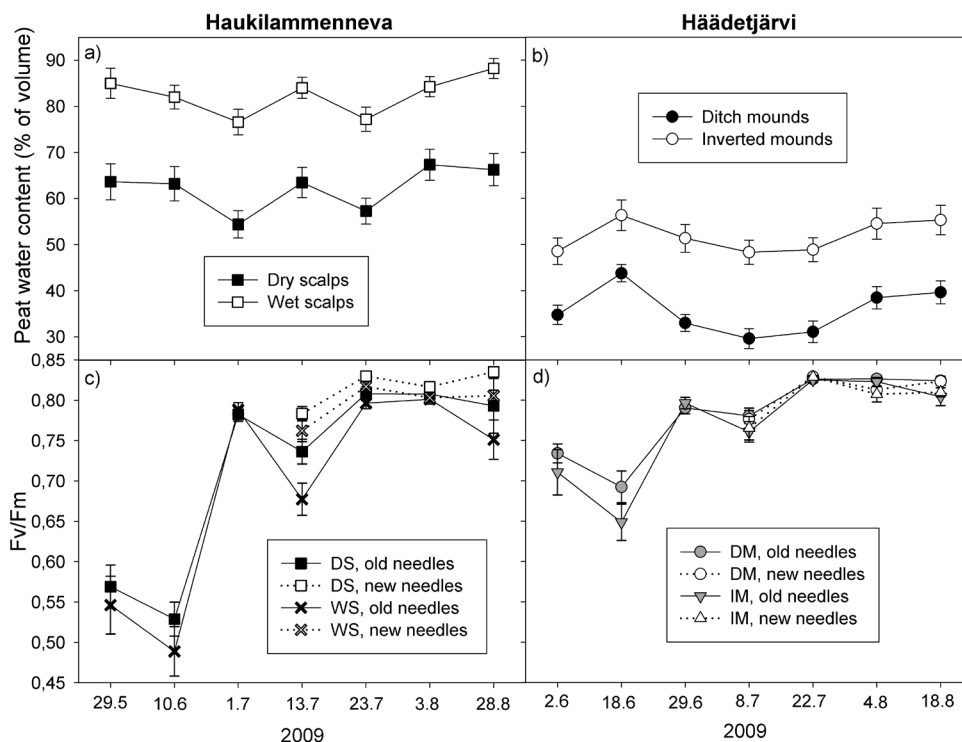 Haukilammenneva
Häädetjärvi
a)
b)
Peat water content (% of volume)
90
80
70
60
50
40
30
Dry scalps
Wet scalps
Ditch mounds
Inverted mounds
c)
d)
Fv/Fm
0,85
0,80
0,75
0,70
0,65
0,60
0,55
0,50
0,45
DS, old needles
DS, new needles
WS, old needles
WS, new needles
DM, old needles
DM, new needles
IM, old needles
IM, new needles
29.5 10.6 1.7 13.7 23.7 3.8 28.8
2.6 18.6 29.6 8.7 22.7 4.8 18.8
2009
2009